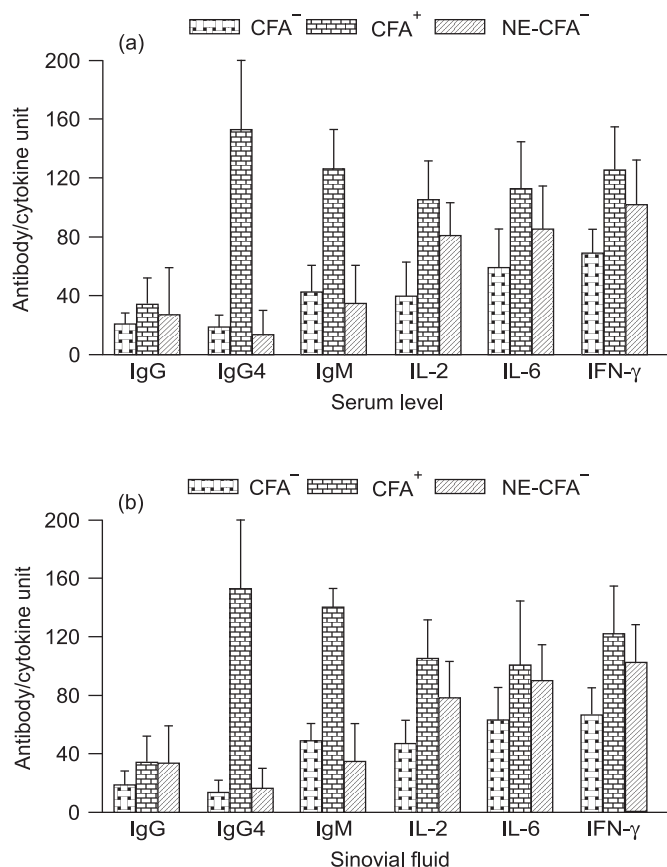 (a) CFA⁻ CFA⁺ NE-CFA⁻
Antibody/cytokine unit
200
160
120
80
40
0
IgG IgG4 IgM IL-2 IL-6 IFN-γ
Serum level
(b) CFA⁻ CFA⁺ NE-CFA⁻
Antibody/cytokine unit
200
160
120
80
40
0
IgG IgG4 IgM IL-2 IL-6 IFN-γ
Sinovial fluid